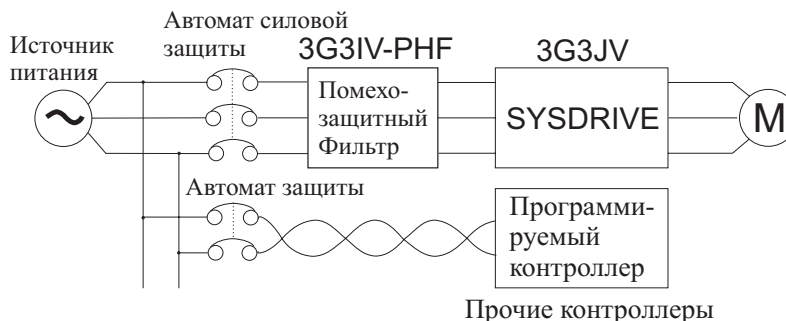 Источник
питания
Автомат силовой
защиты
3G3IV-PHF
3G3JV
Помехо-
защитный
Фильтр
SYSDRIVE
M
Автомат защиты
Программи-
руемый
контроллер
Прочие контроллеры